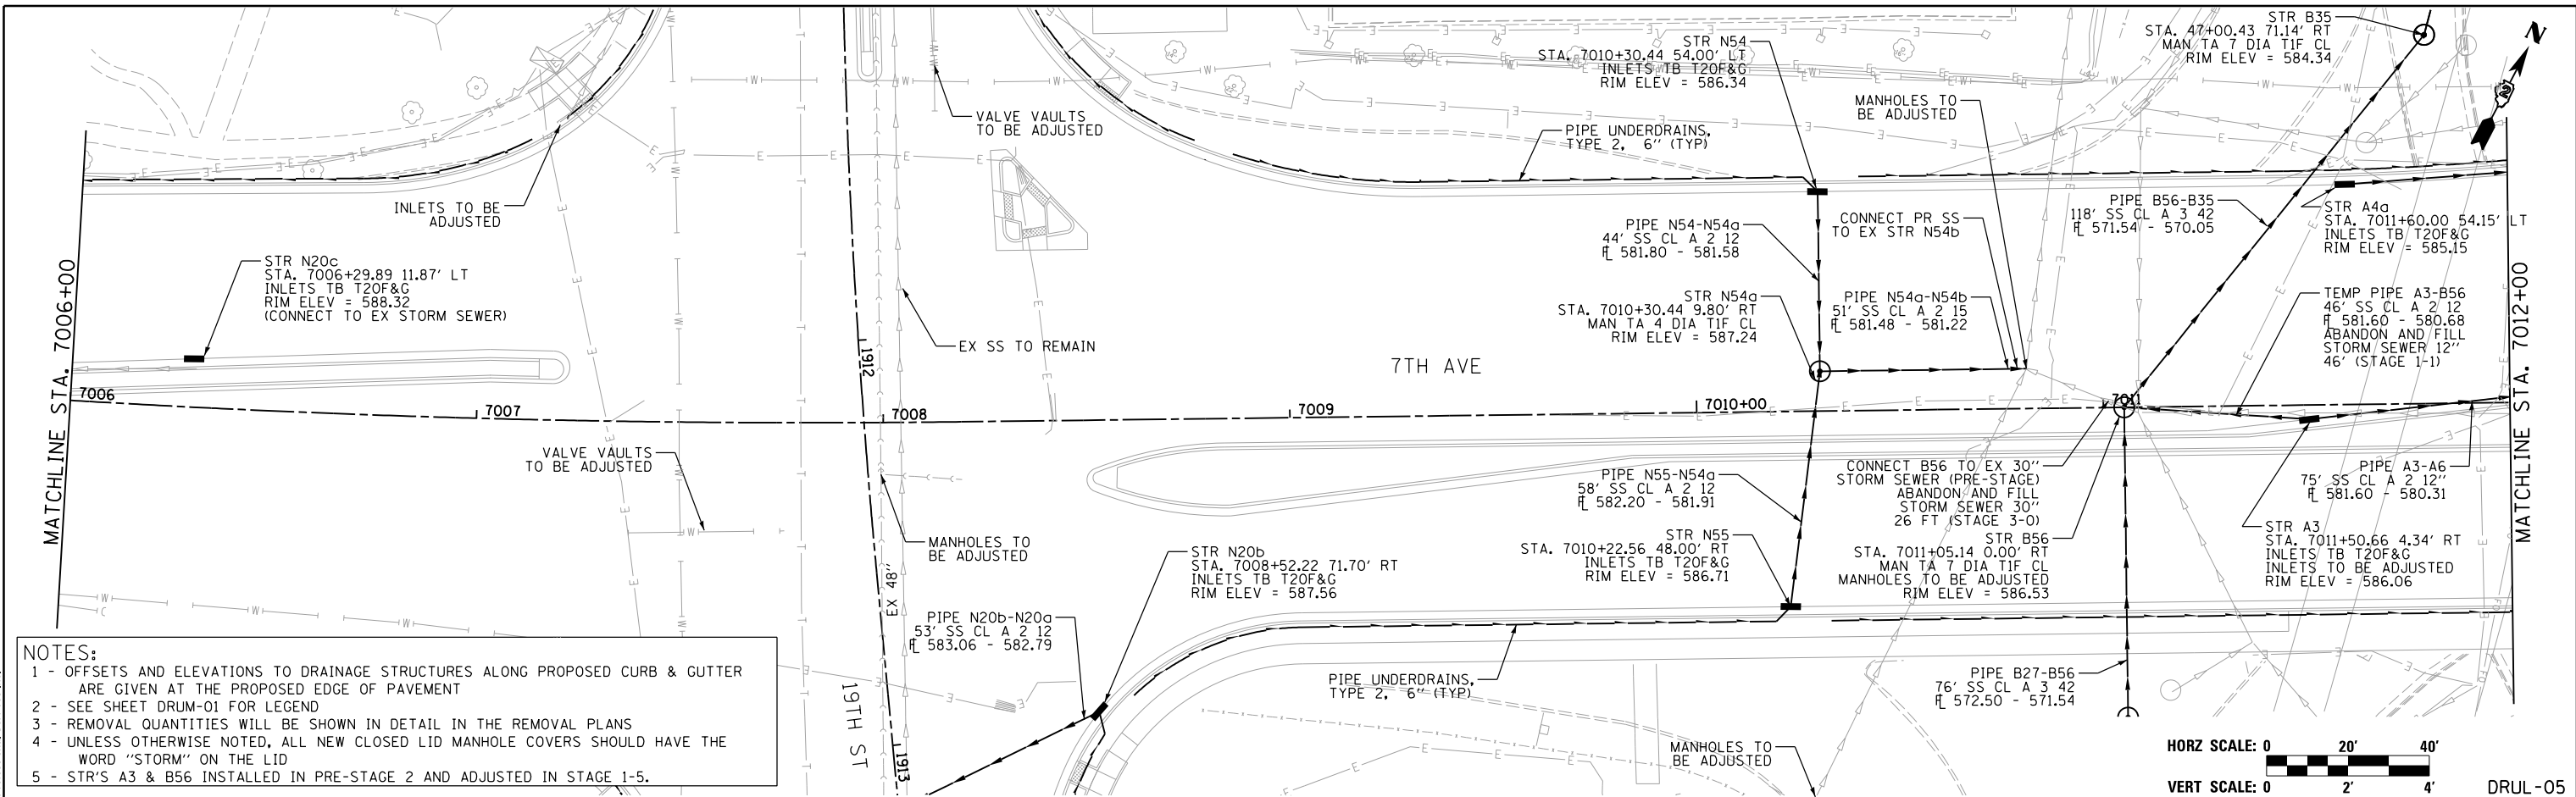 STR B35
STA. 47+00.43 71.14' RT
MAN TA 7 DIA T1F CL
RIM ELEV = 584.34
N
STR N54
STA. 7010+30.44 54.00' LT
INLETS TB T20F&G
RIM ELEV = 586.34
MANHOLES TO
BE ADJUSTED
VALVE VAULTS
TO BE ADJUSTED
PIPE UNDERDRAINS,
TYPE 2, 6" (TYP)
INLETS TO BE
ADJUSTED
PIPE N54-N54a
44' SS CL A 2 12
FL 581.80 - 581.58
CONNECT PR SS
TO EX STR N54b
PIPE B56-B35
118' SS CL A 3 42
FL 571.54 - 570.05
STR A4a
STA. 7011+60.00 54.15' LT
INLETS TB T20F&G
RIM ELEV = 585.15
MATCHLINE STA. 7006+00
STR N20c
STA. 7006+29.89 11.87' LT
INLETS TB T20F&G
RIM ELEV = 588.32
(CONNECT TO EX STORM SEWER)
EX SS TO REMAIN
1912
7TH AVE
STR N54a
STA. 7010+30.44 9.80' RT
MAN TA 4 DIA T1F CL
RIM ELEV = 587.24
PIPE N54a-N54b
51' SS CL A 2 15
FL 581.48 - 581.22
TEMP PIPE A3-B56
46' SS CL A 2 12
FL 581.60 - 580.68
ABANDON AND FILL
STORM SEWER 12"
46' (STAGE 1-1)
MATCHLINE STA. 7012+00
7006
7007
7008
7009
7010+00
7011
VALVE VAULTS
TO BE ADJUSTED
MANHOLES TO
BE ADJUSTED
EX 48"
PIPE N55-N54a
58' SS CL A 2 12
FL 582.20 - 581.91
CONNECT B56 TO EX 30"
STORM SEWER (PRE-STAGE)
ABANDON AND FILL
STORM SEWER 30"
26 FT (STAGE 3-0)
PIPE A3-A6
75' SS CL A 2 12"
FL 581.60 - 580.31
STR N20b
STA. 7008+52.22 71.70' RT
INLETS TB T20F&G
RIM ELEV = 587.56
STR N55
STA. 7010+22.56 48.00' RT
INLETS TB T20F&G
RIM ELEV = 586.71
STR B56
STA. 7011+05.14 0.00' RT
MAN TA 7 DIA T1F CL
MANHOLES TO BE ADJUSTED
RIM ELEV = 586.53
STR A3
STA. 7011+50.66 4.34' RT
INLETS TB T20F&G
INLETS TO BE ADJUSTED
RIM ELEV = 586.06
PIPE N20b-N20a
53' SS CL A 2 12
FL 583.06 - 582.79
19TH ST
1913
PIPE UNDERDRAINS,
TYPE 2, 6" (TYP)
PIPE B27-B56
76' SS CL A 3 42
FL 572.50 - 571.54
MANHOLES TO
BE ADJUSTED
NOTES:
1 - OFFSETS AND ELEVATIONS TO DRAINAGE STRUCTURES ALONG PROPOSED CURB & GUTTER
ARE GIVEN AT THE PROPOSED EDGE OF PAVEMENT
2 - SEE SHEET DRUM-01 FOR LEGEND
3 - REMOVAL QUANTITIES WILL BE SHOWN IN DETAIL IN THE REMOVAL PLANS
4 - UNLESS OTHERWISE NOTED, ALL NEW CLOSED LID MANHOLE COVERS SHOULD HAVE THE
WORD "STORM" ON THE LID
5 - STR'S A3 & B56 INSTALLED IN PRE-STAGE 2 AND ADJUSTED IN STAGE 1-5.
HORZ SCALE: 0 20' 40'
VERT SCALE: 0 2' 4'
DRUL-05